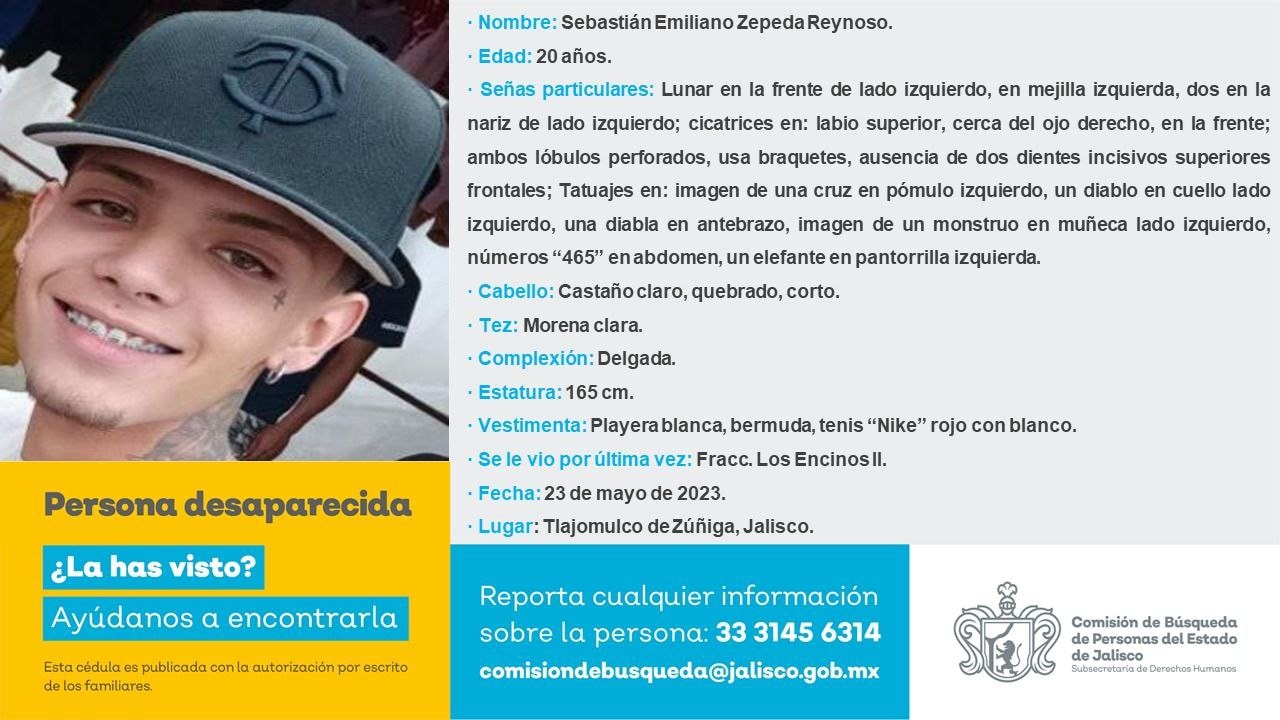 · Nombre: Sebastián Emiliano Zepeda Reynoso.
· Edad: 20 años.
· Señas particulares: Lunar en la frente de lado izquierdo, en mejilla izquierda, dos en la
nariz de lado izquierdo; cicatrices en: labio superior, cerca del ojo derecho, en la frente;
ambos lóbulos perforados, usa braquetes, ausencia de dos dientes incisivos superiores
frontales; Tatuajes en: imagen de una cruz en pómulo izquierdo, un diablo en cuello lado
izquierdo, una diabla en antebrazo, imagen de un monstruo en muñeca lado izquierdo,
números “465” en abdomen, un elefante en pantorrilla izquierda.
· Cabello: Castaño claro, quebrado, corto.
· Tez: Morena clara.
· Complexión: Delgada.
· Estatura: 165 cm.
· Vestimenta: Playera blanca, bermuda, tenis “Nike” rojo con blanco.
· Se le vio por última vez: Fracc. Los Encinos II.
· Fecha: 23 de mayo de 2023.
· Lugar: Tlajomulco de Zúñiga, Jalisco.
Persona desaparecida
¿La has visto?
Ayúdanos a encontrarla
Esta cédula es publicada con la autorización por escrito
de los familiares.
Reporta cualquier información
sobre la persona: 33 3145 6314
comisiondebusqueda@jalisco.gob.mx
Comisión de Búsqueda
de Personas del Estado
de Jalisco
Subsecretaría de Derechos Humanos